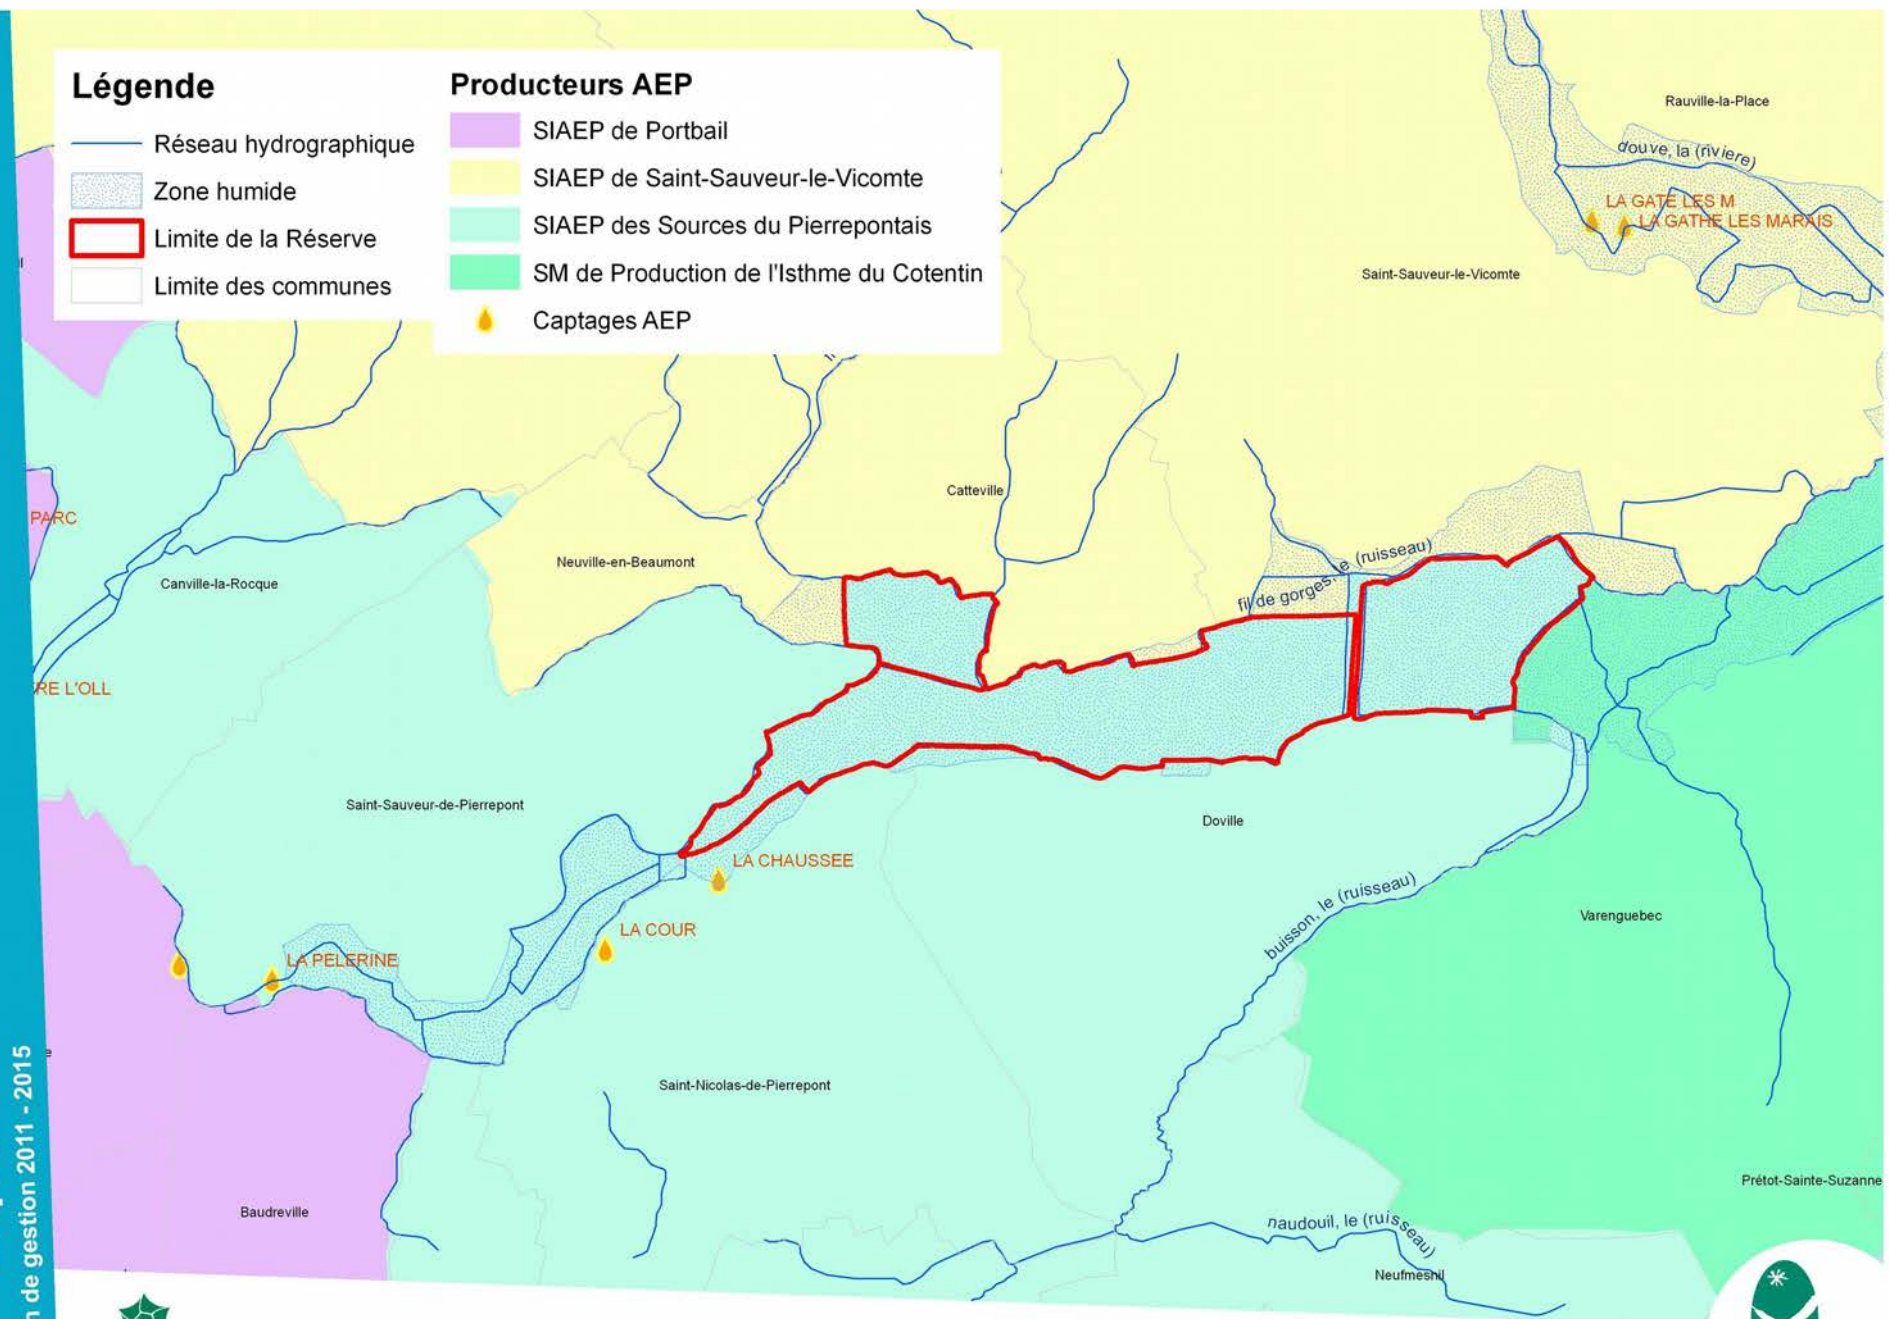 Légende
Réseau hydrographique
Zone humide
Limite de la Réserve
Limite des communes
Producteurs AEP
SIAEP de Portbail
SIAEP de Saint-Sauveur-le-Vicomte
SIAEP des Sources du Pierrepontais
SM de Production de l'Isthme du Cotentin
Captages AEP
Rauville-la-Place
douve, la (riviere)
LA GATE LES M
LA GATHE LES MARAIS
Saint-Sauveur-le-Vicomte
Catteville
PARC
Neuville-en-Beaumont
fil de gorges, le (ruisseau)
Canville-la-Rocque
RE L'OLL
Saint-Sauveur-de-Pierrepont
Doville
LA CHAUSSEE
buisson, le (ruisseau)
Varenguebec
LA COUR
LA PELERINE
Saint-Nicolas-de-Pierrepont
Prétot-Sainte-Suzanne
Baudreville
naudouil, le (ruisseau)
Neufmesnil
de gestion 2011 - 2015